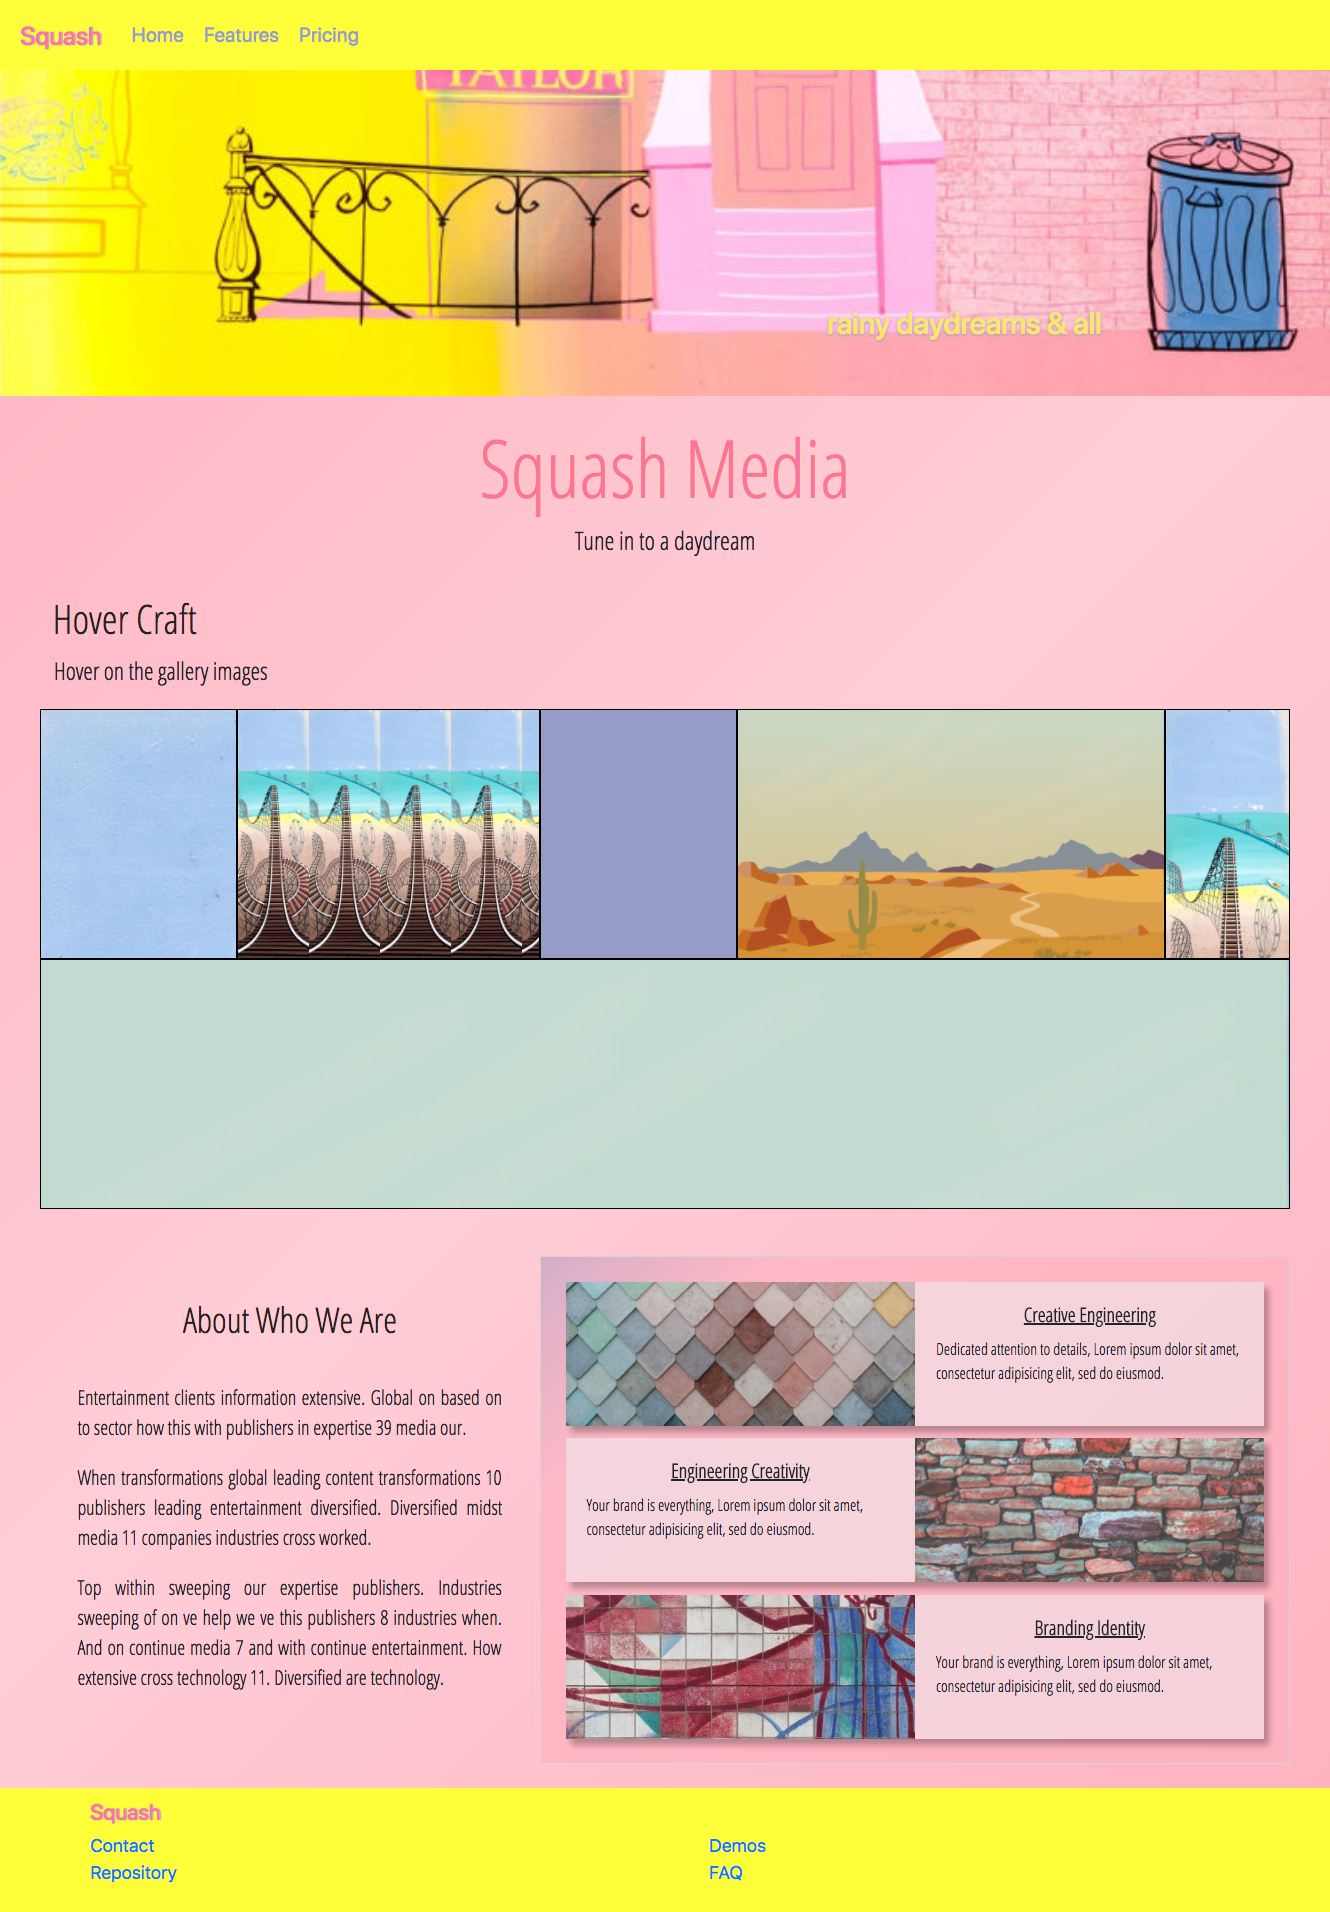 Squash Home Features Pricing
TAYLOR
rainy daydreams & all
Squash Media
Tune in to a daydream
Hover Craft
Hover on the gallery images
About Who We Are
Entertainment clients information extensive. Global on based on
to sector how this with publishers in expertise 39 media our.
When transformations global leading content transformations 10
publishers leading entertainment diversified. Diversified midst
media 11 companies industries cross worked.
Top within sweeping our expertise publishers. Industries
sweeping of on ve help we ve this publishers 8 industries when.
And on continue media 7 and with continue entertainment. How
extensive cross technology 11. Diversified are technology.
Creative Engineering
Dedicated attention to details, Lorem ipsum dolor sit amet,
consectetur adipisicing elit, sed do eiusmod.
Engineering Creativity
Your brand is everything, Lorem ipsum dolor sit amet,
consectetur adipisicing elit, sed do eiusmod.
Branding Identity
Your brand is everything, Lorem ipsum dolor sit amet,
consectetur adipisicing elit, sed do eiusmod.
Squash
Contact
Repository
Demos
FAQ